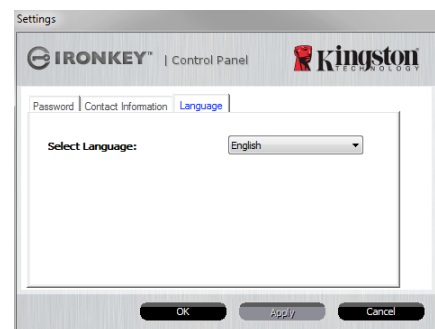 Settings
IRONKEY™ | Control Panel
Kingston
TECHNOLOGY
Password Contact Information Language
Select Language: English
OK Apply Cancel